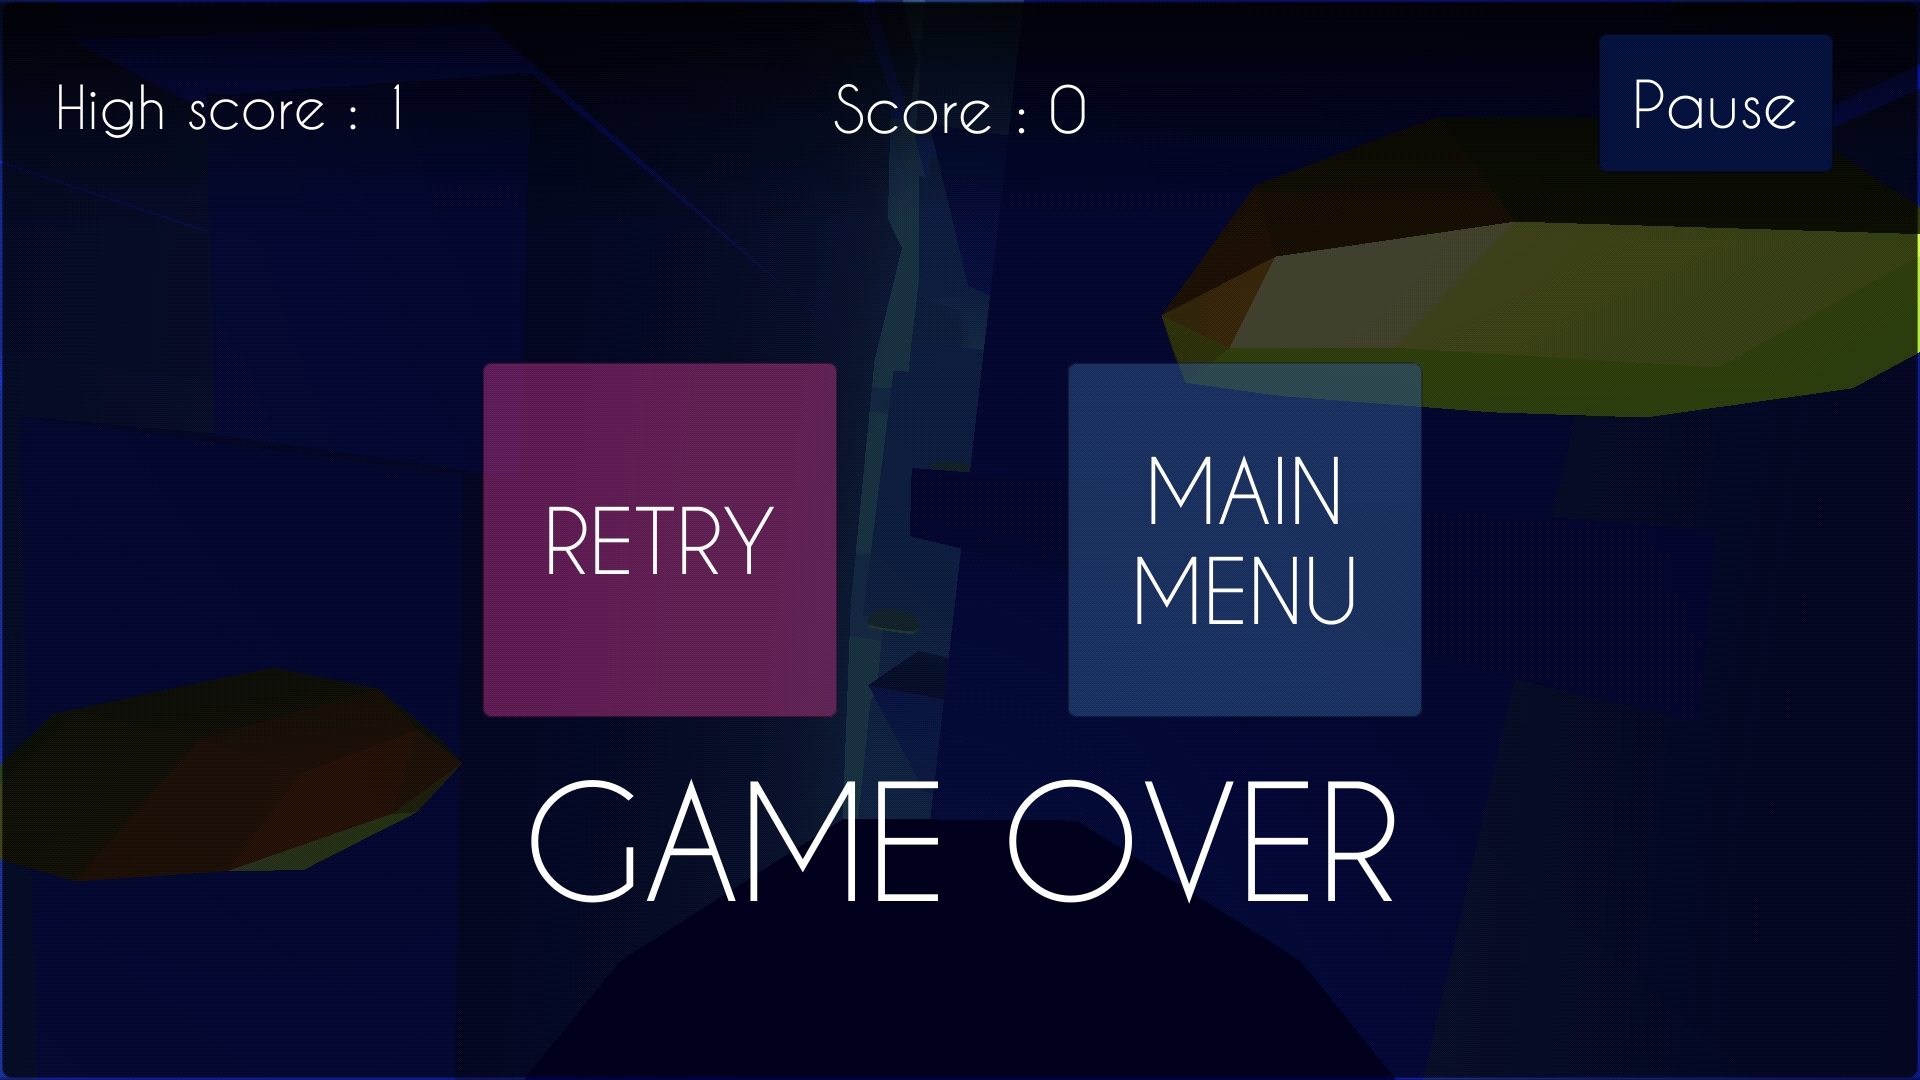 High score : 1
Score : 0
Pause
RETRY
MAIN
MENU
GAME OVER